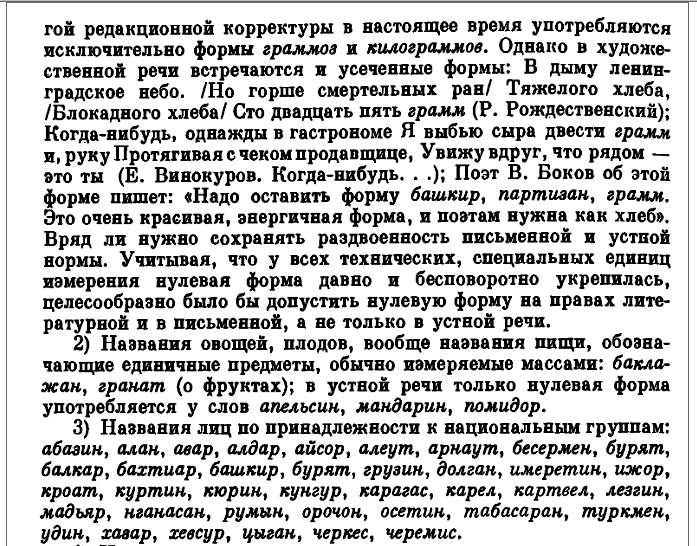 гой редакционной корректуры в настоящее время употребляются
исключительно формы граммов и килограммов. Однако в художе-
ственной речи встречаются и усеченные формы: В дыму ленин-
градское небо. /Но горше смертельных ран/ Тяжелого хлеба,
/Блокадного хлеба/ Сто двадцать пять грамм (Р. Рождественский);
Когда-нибудь, однажды в гастрономе Я выбью сыра двести грамм
и, руку Протягивая с чеком продавщице, Увижу вдруг, что рядом —
это ты (Е. Винокуров. Когда-нибудь. . .); Поэт В. Боков об этой
форме пишет: «Надо оставить форму башкир, партизан, грамм.
Это очень красивая, энергичная форма, и поэтам нужна как хлеб».
Вряд ли нужно сохранять раздвоенность письменной и устной
нормы. Учитывая, что у всех технических, специальных единиц
измерения нулевая форма давно и бесповоротно укрепилась,
целесообразно было бы допустить нулевую форму на правах лите-
ратурной и в письменной, а не только в устной речи.
2) Названия овощей, плодов, вообще названия пищи, обозна-
чающие единичные предметы, обычно измеряемые массами: бакла-
жан, гранат (о фруктах); в устной речи только нулевая форма
употребляется у слов апельсин, мандарин, помидор.
3) Названия лиц по принадлежности к национальным группам:
абазин, алан, авар, алдар, айсор, алеут, арнаут, бесермен, бурят,
балкар, бахтиар, башкир, бурят, грузин, долган, имеретин, ижор,
кроат, куртин, кюрин, кунгур, карагас, карел, картвел, лезгин,
мадьяр, нганасан, румын, орочон, осетин, табасаран, туркмен,
удин, хазар, хевсур, цыган, черкес, черемис.